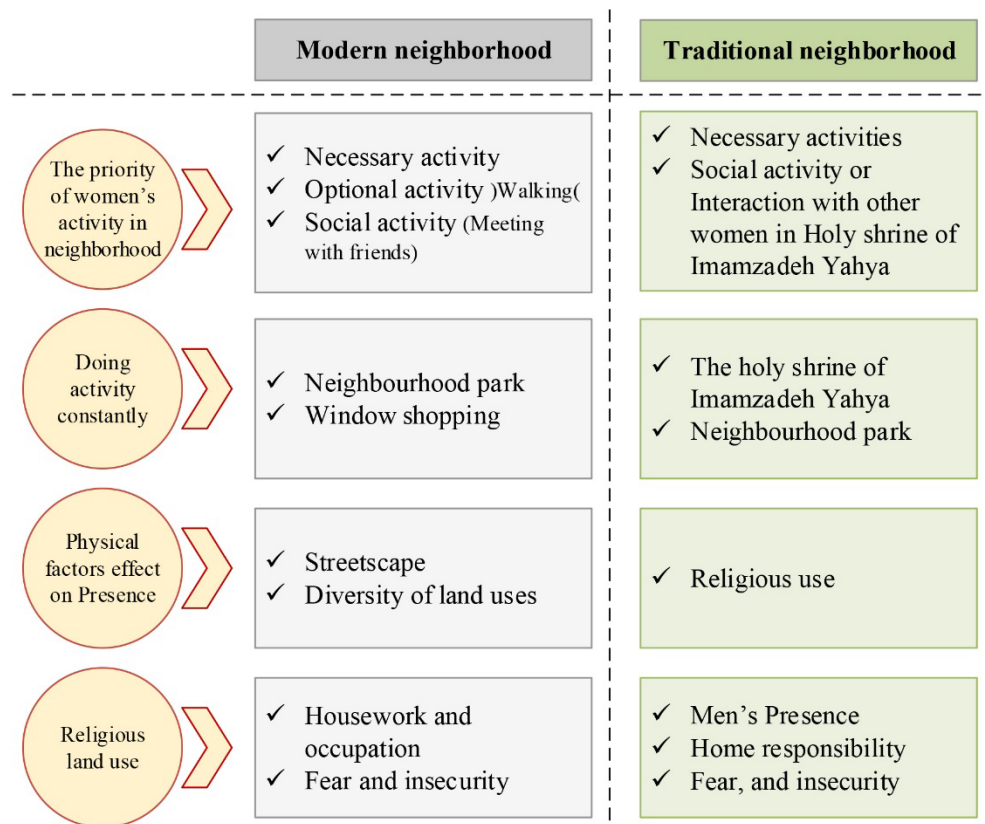 Modern neighborhood
Traditional neighborhood
The priority
of women's
activity in
neighborhood
✓ Necessary activity
✓ Optional activity )Walking(
✓ Social activity (Meeting
with friends)
✓ Necessary activities
✓ Social activity or
Interaction with other
women in Holy shrine of
Imamzadeh Yahya
Doing
activity
constantly
✓ Neighbourhood park
✓ Window shopping
✓ The holy shrine of
Imamzadeh Yahya
✓ Neighbourhood park
Physical
factors effect
on Presence
✓ Streetscape
✓ Diversity of land uses
✓ Religious use
Religious
land use
✓ Housework and
occupation
✓ Fear and insecurity
✓ Men's Presence
✓ Home responsibility
✓ Fear, and insecurity